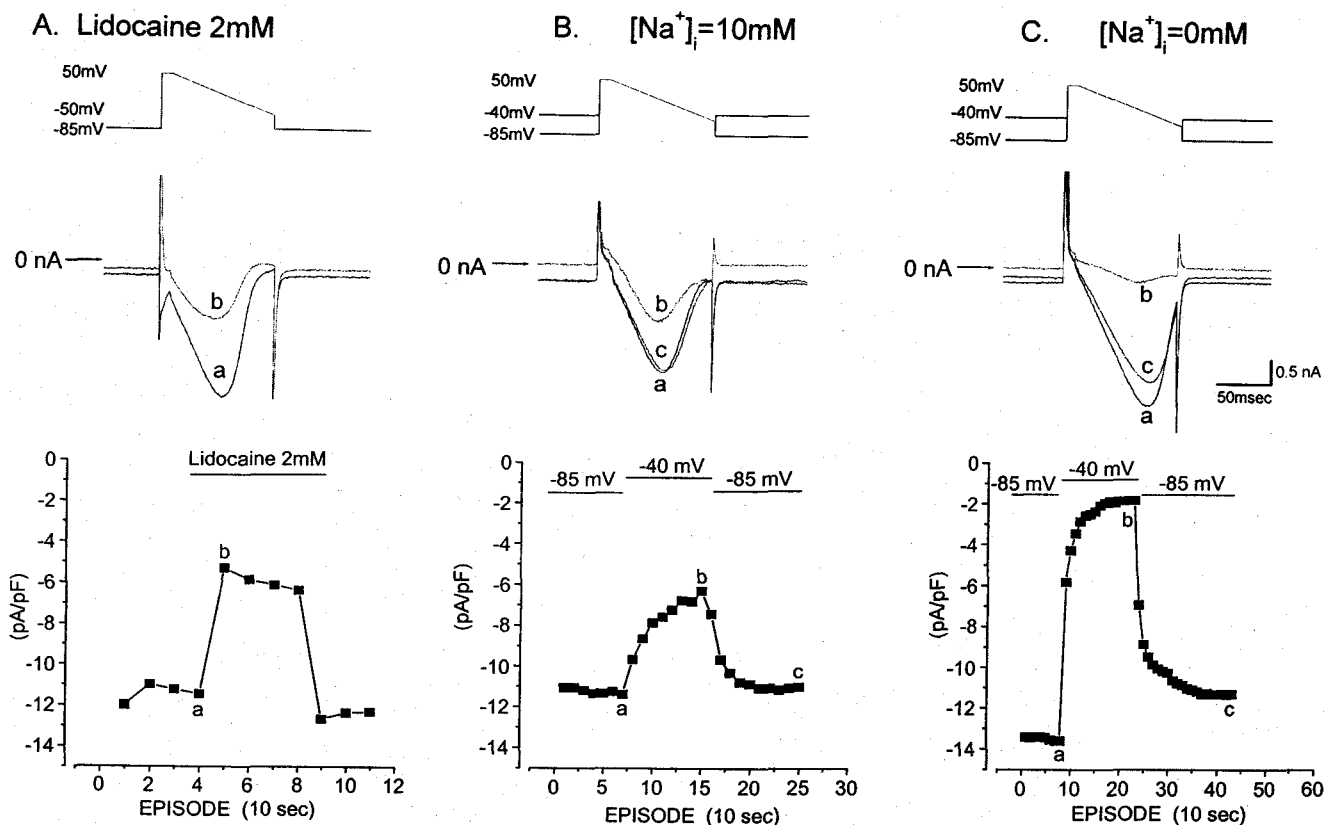 A. Lidocaine 2mM
50mV
-50mV
-85mV
0 nA
b
a
Lidocaine 2mM
0
-2
-4
-6
-8
-10
-12
-14
(pA/pF)
b
a
0 2 4 6 8 10 12
EPISODE (10 sec)
B. [Na+]i=10mM
50mV
-40mV
-85mV
0 nA
b
c
a
-85 mV -40 mV -85 mV
0
-2
-4
-6
-8
-10
-12
-14
(pA/pF)
b
a
c
0 5 10 15 20 25 30
EPISODE (10 sec)
C. [Na+]i=0mM
50mV
-40mV
-85mV
0 nA
b
c
a
0.5 nA
50msec
-85 mV -40 mV -85 mV
0
-2
-4
-6
-8
-10
-12
-14
(pA/pF)
b
a
c
0 10 20 30 40 50 60
EPISODE (10 sec)